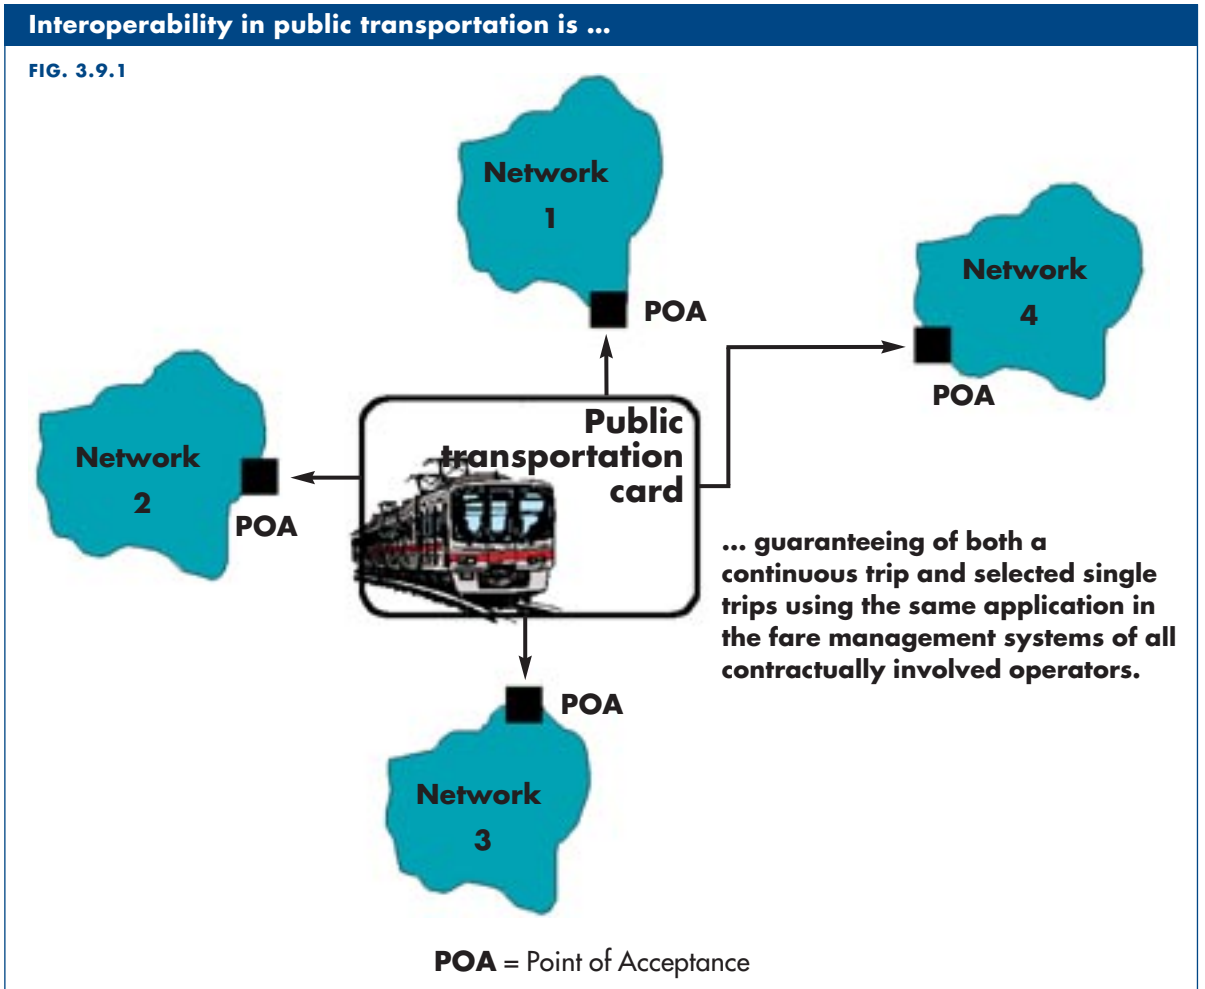 Interoperability in public transportation is ...
FIG. 3.9.1
Network
1
POA
Network
4
POA
Network
2
POA
Public
transportation
card
... guaranteeing of both a
continuous trip and selected single
trips using the same application in
the fare management systems of all
contractually involved operators.
POA
Network
3
POA = Point of Acceptance